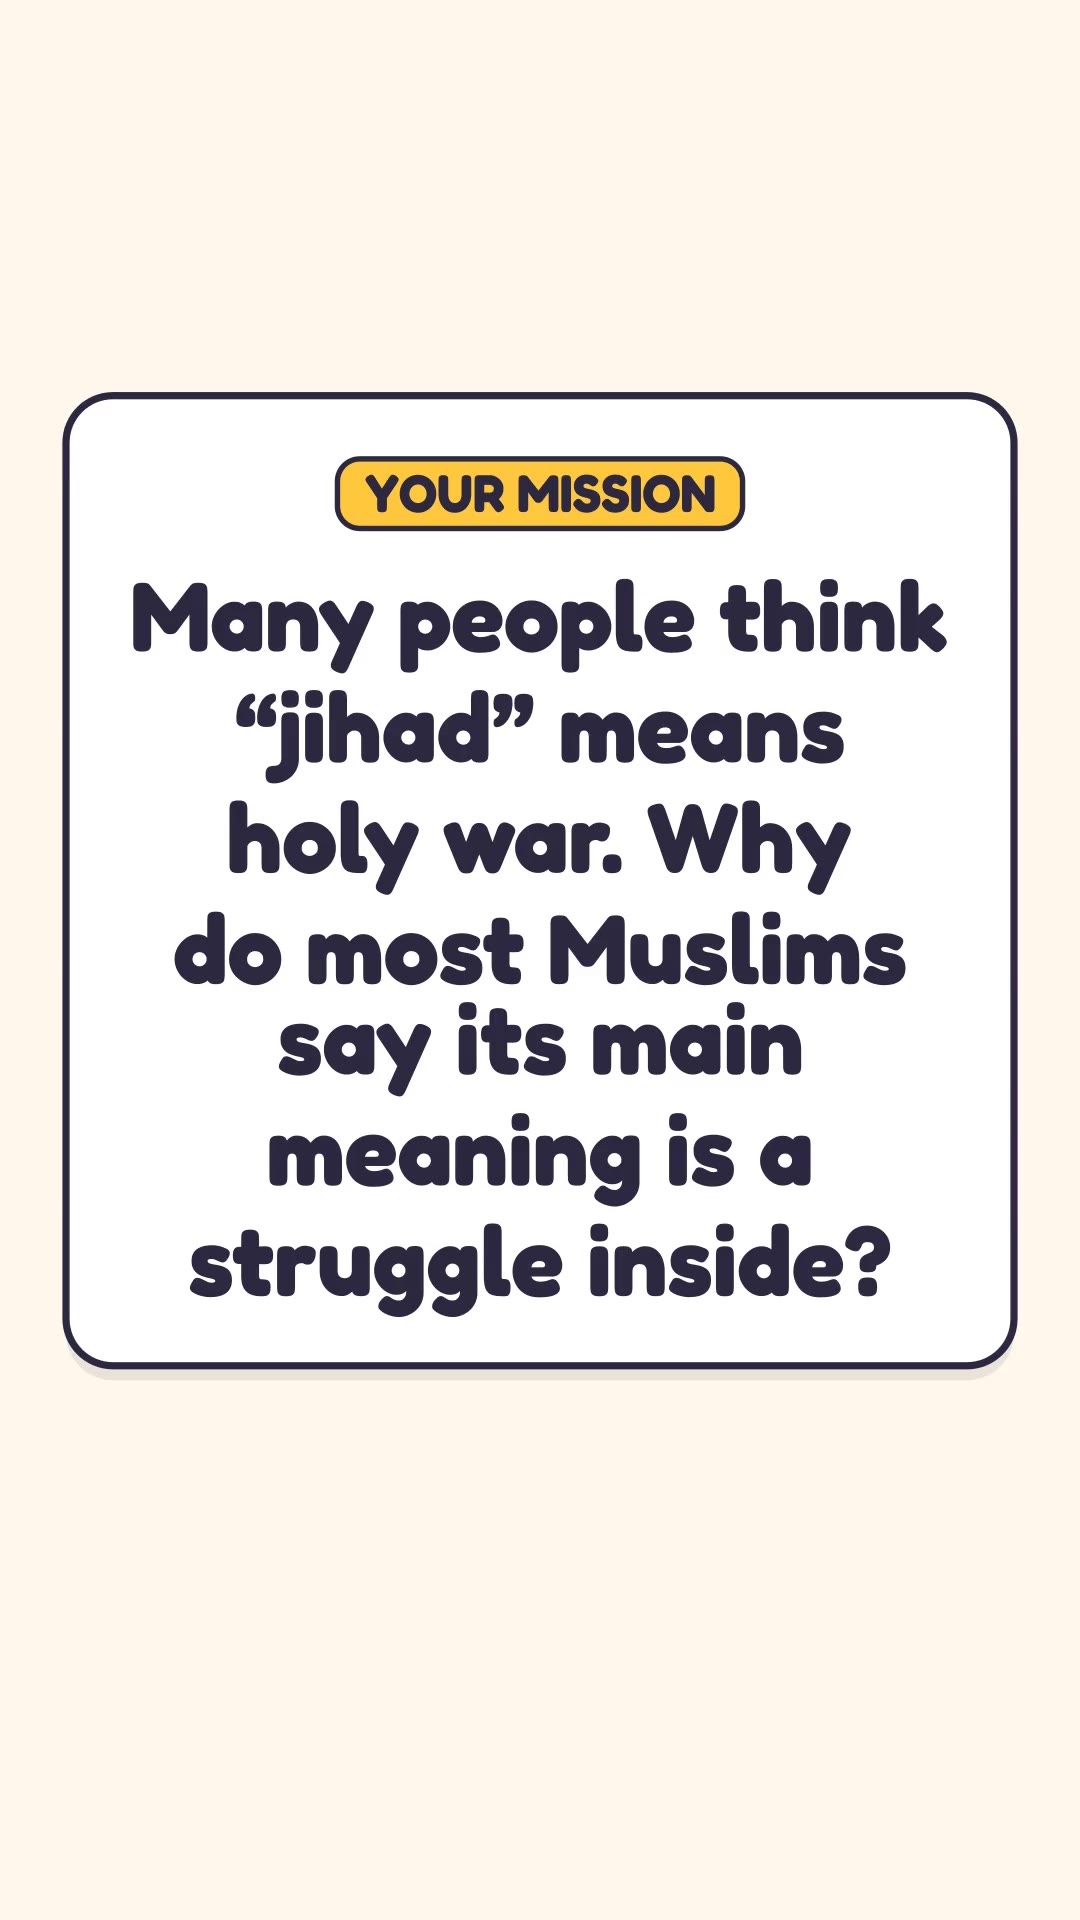 YOUR MISSION
Many people think
“jihad” means
holy war. Why
do most Muslims
say its main
meaning is a
struggle inside?